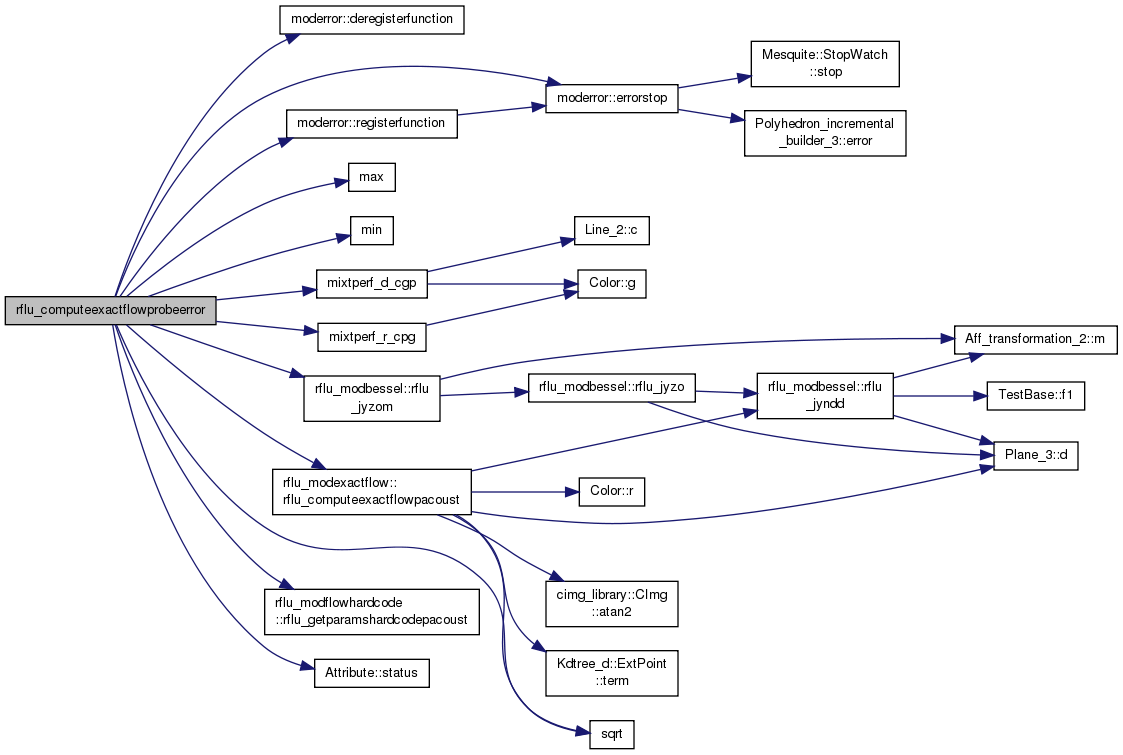 moderror::deregisterfunction
Mesquite::StopWatch
::stop
moderror::errorstop
moderror::registerfunction
Polyhedron_incremental
_builder_3::error
max
min
Line_2::c
mixtperf_d_cgp
Color::g
rflu_computeexactflowprobeerror
mixtperf_r_cpg
Aff_transformation_2::m
rflu_modbessel::rflu
_jyzom
rflu_modbessel::rflu_jyzo
rflu_modbessel::rflu
_jyndd
TestBase::f1
Plane_3::d
rflu_modexactflow::
rflu_computeexactflowpacoust
Color::r
cimg_library::CImg
::atan2
rflu_modflowhardcode
::rflu_getparamshardcodepacoust
Kdtree_d::ExtPoint
::term
Attribute::status
sqrt